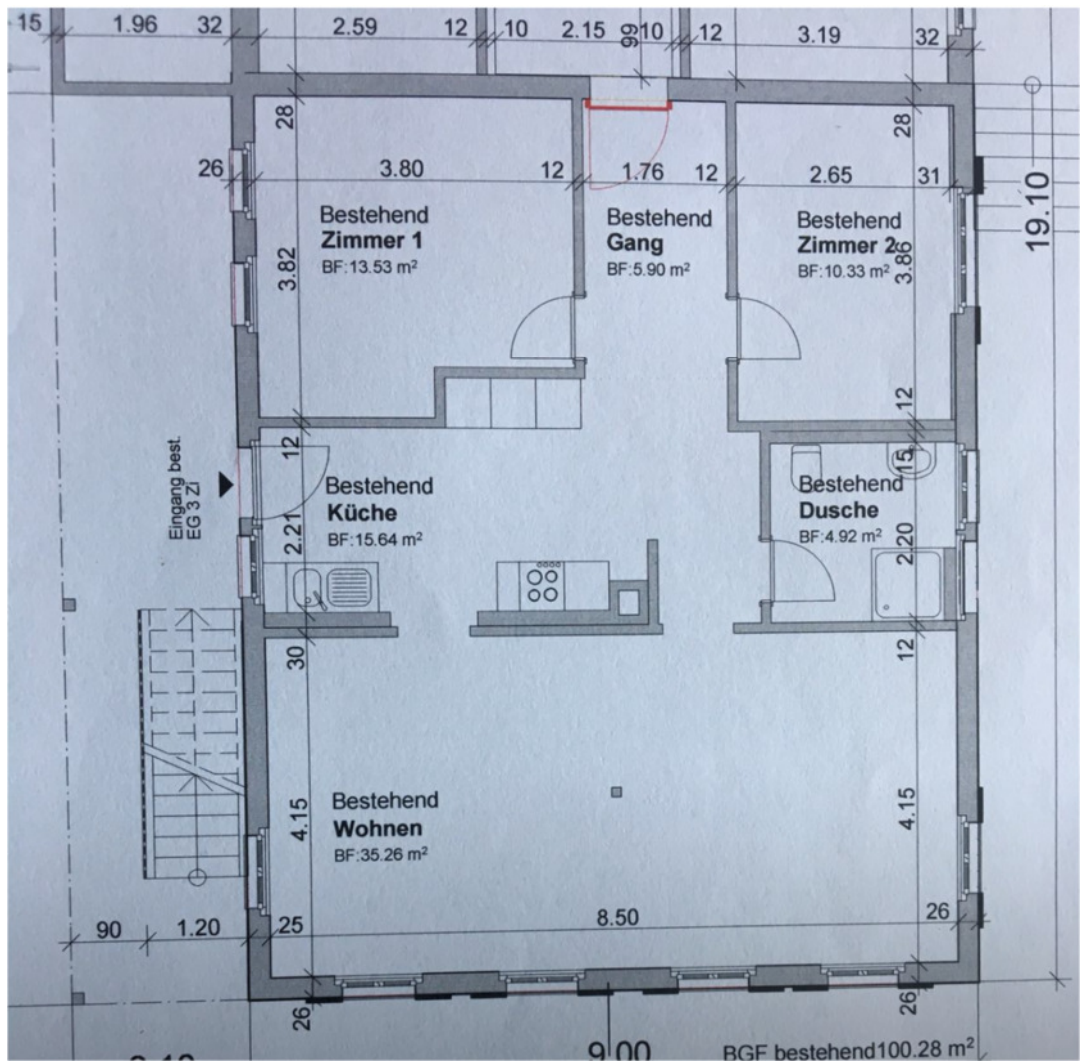 15 1.96 32 2.59 12 10 2.15 99 10 12 3.19 32
28 28
26 3.80 12 1.76 12 2.65 31
19.10
Bestehend
Zimmer 1
BF:13.53 m²
Bestehend
Gang
BF:5.90 m²
Bestehend
Zimmer 2
BF:10.33 m²
3.82 3.86
12 12
Eingang best.
EG 3 Zi
Bestehend
Küche
BF:15.64 m²
2.21
15
Bestehend
Dusche
BF:4.92 m²
2.20
30 12
Bestehend
Wohnen
BF:35.26 m²
4.15 4.15
90 1.20 25 8.50 26
26 26
9.00
BGF bestehend100.28 m²